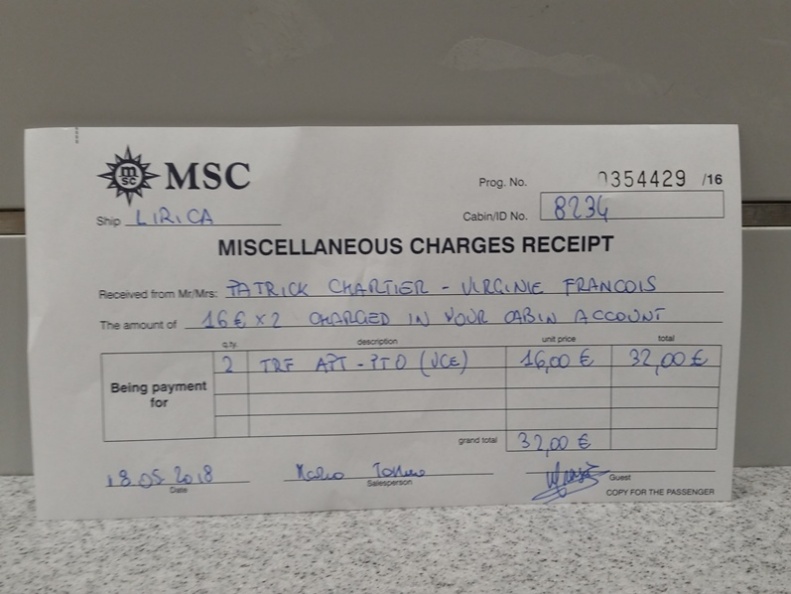 msc MSC
Prog. No. 0354429 /16
Ship LIRICA
Cabin/ID No. 8234
MISCELLANEOUS CHARGES RECEIPT
Received from Mr/Mrs: PATRICK CHARTIER - VIRGINIE FRANCOIS
The amount of 16€ x 2 CHARGED IN YOUR CABIN ACCOUNT
q.ty description unit price total
Being payment for
2 TRF APT - PTO (VCE) 16,00 € 32,00 €
grand total 32,00 €
18.05.2018
Date Salesperson Guest
COPY FOR THE PASSENGER